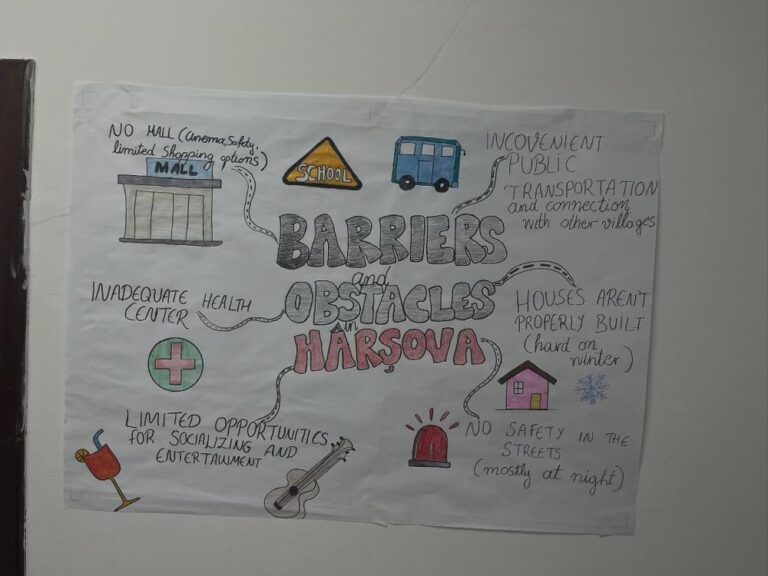 NO MALL (cinema, safety,
limited shopping options)
MALL
SCHOOL
INCOVENIENT
PUBLIC
TRANSPORTATION
and connection
with other villages
BARRIERS
and
OBSTACLES
in
HÂRŞOVA
INADEQUATE HEALTH
CENTER
HOUSES AREN'T
PROPERLY BUILT
(hard on
winter)
LIMITED OPPORTUNITIES
FOR SOCIALIZING AND
ENTERTAINMENT
NO SAFETY IN THE
STREETS
(mostly at night)